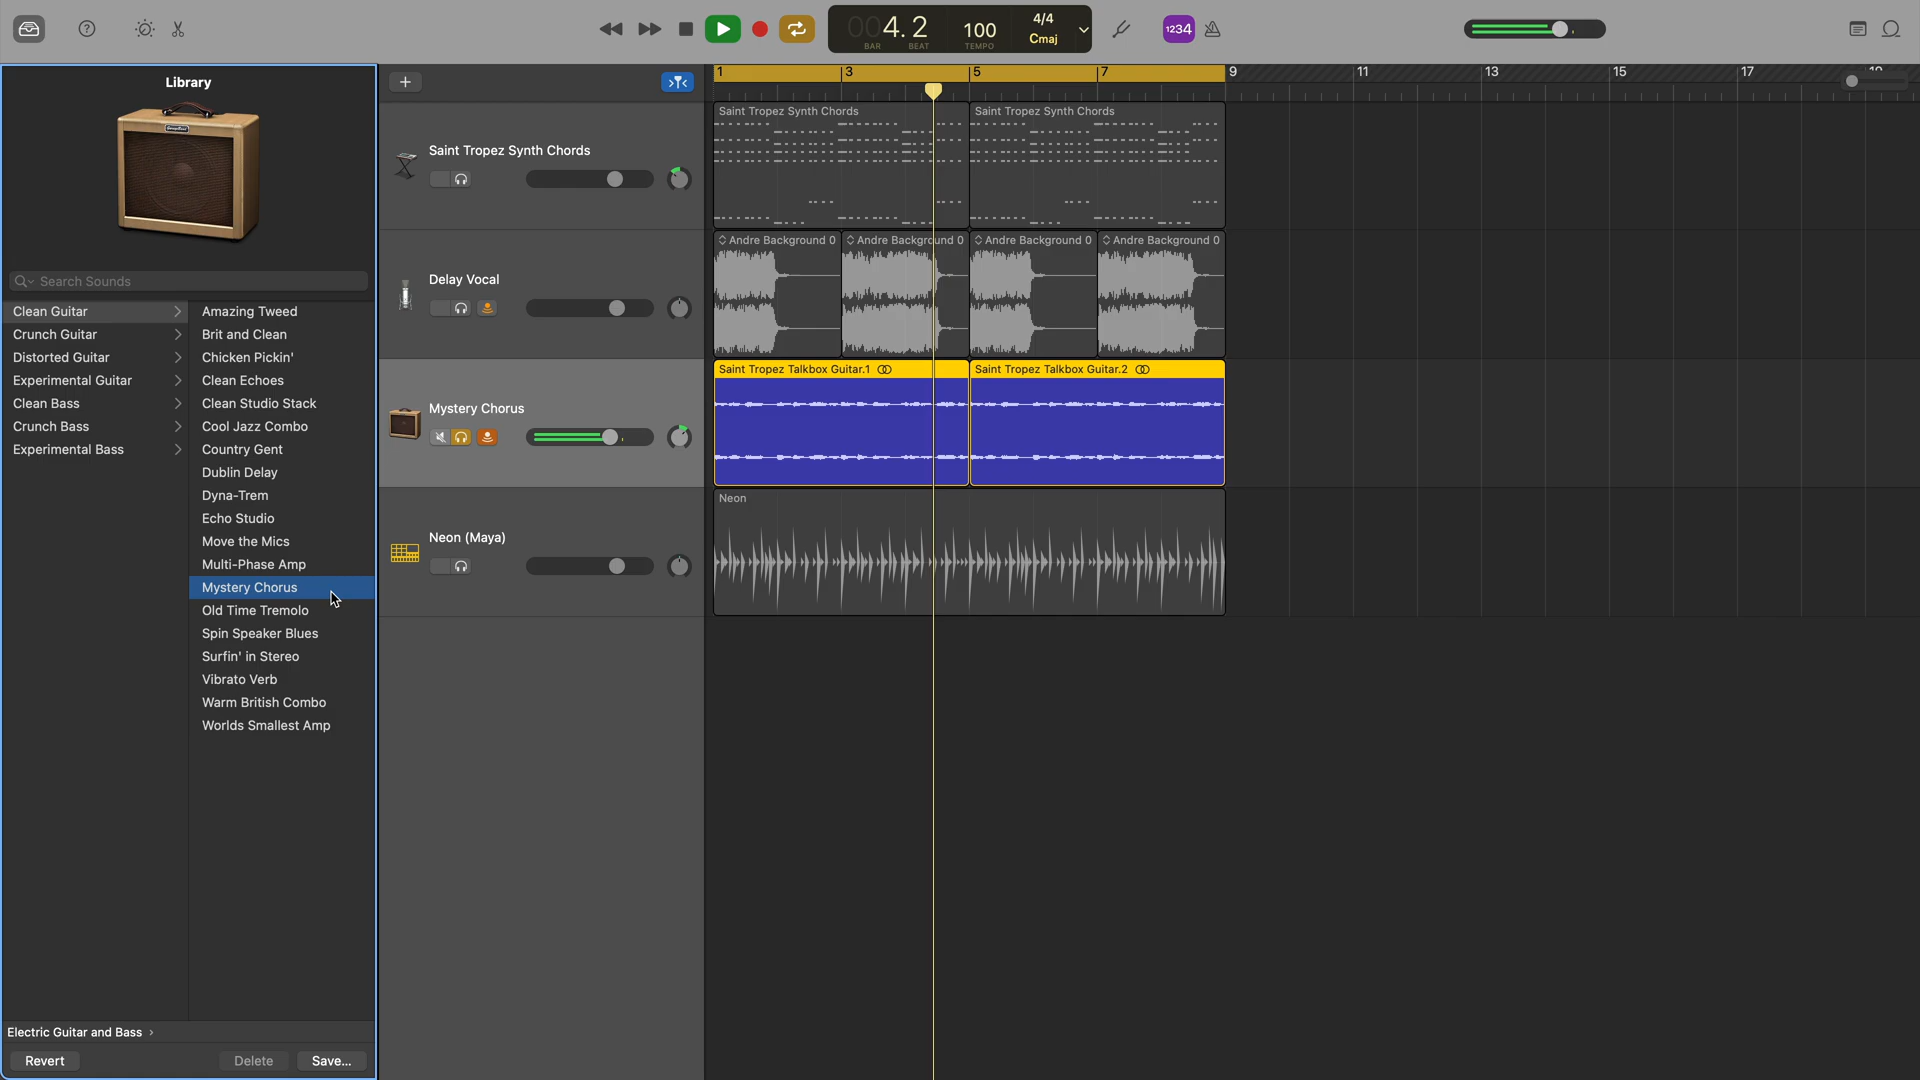 004.2
BAR
BEAT
100
TEMPO
4/4
Cmaj
1234
Library
Search Sounds
Clean Guitar
Crunch Guitar
Distorted Guitar
Experimental Guitar
Clean Bass
Crunch Bass
Experimental Bass
Amazing Tweed
Brit and Clean
Chicken Pickin'
Clean Echoes
Clean Studio Stack
Cool Jazz Combo
Country Gent
Dublin Delay
Dyna-Trem
Echo Studio
Move the Mics
Multi-Phase Amp
Mystery Chorus
Old Time Tremolo
Spin Speaker Blues
Surfin' in Stereo
Vibrato Verb
Warm British Combo
Worlds Smallest Amp
Electric Guitar and Bass
Revert
Delete
Save...
Saint Tropez Synth Chords
Delay Vocal
Mystery Chorus
Neon (Maya)
1 3 5 7 9 11 13 15 17
Saint Tropez Synth Chords
Saint Tropez Synth Chords
Andre Background 0
Andre Background 0
Andre Background 0
Andre Background 0
Saint Tropez Talkbox Guitar.1
Saint Tropez Talkbox Guitar.2
Neon